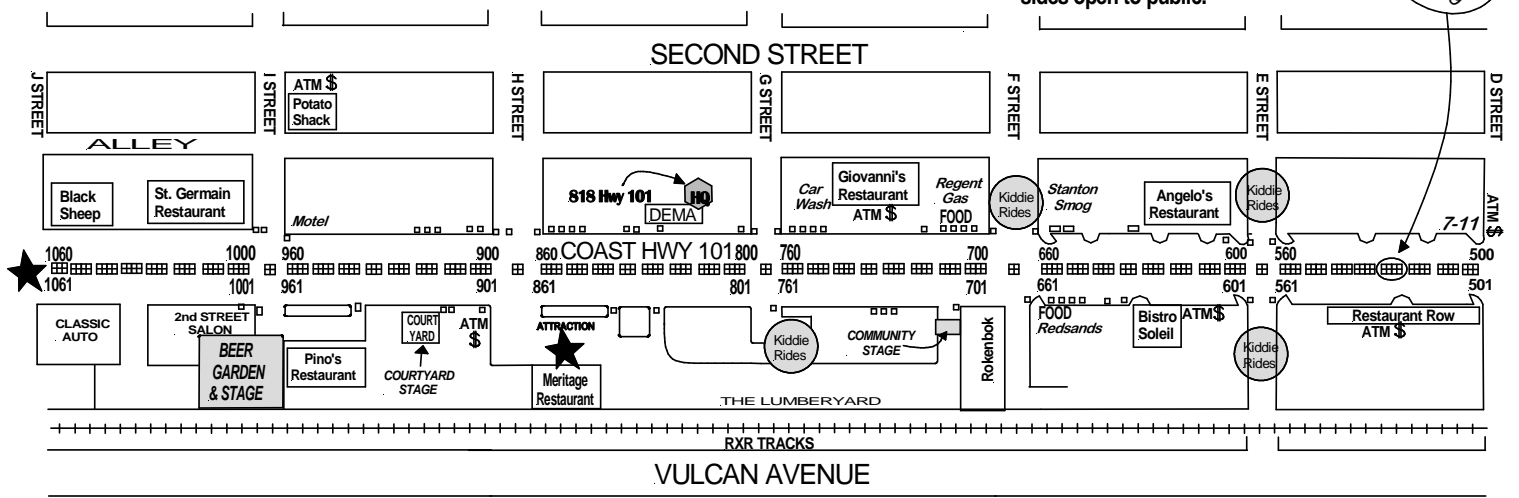 sides open to public.
SECOND STREET
J STREET
I STREET
H STREET
G STREET
F STREET
E STREET
D STREET
ATM $
Potato
Shack
ALLEY
Black
Sheep
St. Germain
Restaurant
Motel
818 Hwy 101
HQ
DEMA
Car
Wash
Giovanni's
Restaurant
ATM $
Regent
Gas
FOOD
Kiddie
Rides
Stanton
Smog
Angelo's
Restaurant
Kiddie
Rides
7-11
ATM $
1060
1000
960
900
860
COAST HWY 101
800
760
700
660
600
560
500
1061
1001
961
901
861
801
761
701
661
601
561
501
CLASSIC
AUTO
2nd STREET
SALON
BEER
GARDEN
& STAGE
Pino's
Restaurant
COURT
YARD
COURTYARD
STAGE
ATM
$
ATTRACTION
Meritage
Restaurant
Kiddie
Rides
COMMUNITY
STAGE
Rokenbok
THE LUMBERYARD
FOOD
Redsands
Bistro
Soleil
ATM $
Kiddie
Rides
Restaurant Row
ATM $
RXR TRACKS
VULCAN AVENUE